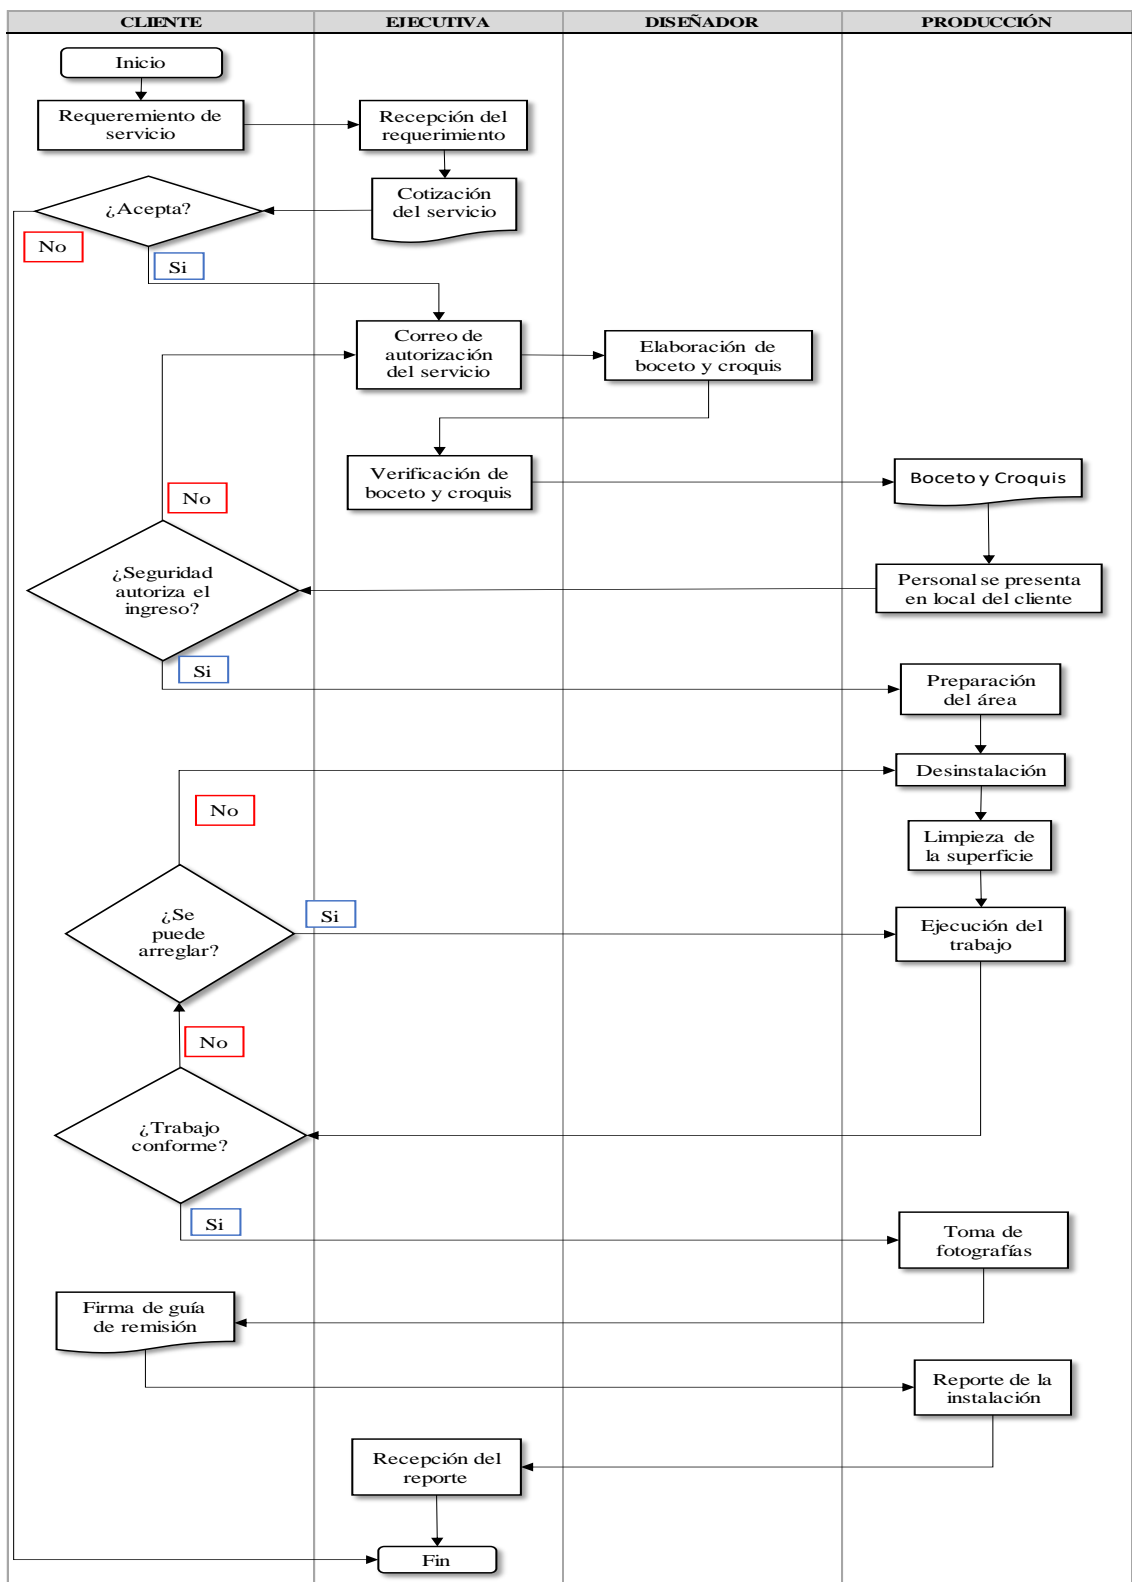 CLIENTE
EJECUTIVA
DISEÑADOR
PRODUCCIÓN
Inicio
Requeremiento de
servicio
Recepción del
requerimiento
¿Acepta?
Cotización
del servicio
No
Si
Correo de
autorización
del servicio
Elaboración de
boceto y croquis
Verificación de
boceto y croquis
Boceto y Croquis
No
¿Seguridad
autoriza el
ingreso?
Personal se presenta
en local del cliente
Si
Preparación
del área
Desinstalación
No
Limpieza de
la superficie
¿Se
puede
arreglar?
Si
Ejecución del
trabajo
No
¿Trabajo
conforme?
Si
Toma de
fotografías
Firma de guía
de remisión
Reporte de la
instalación
Recepción del
reporte
Fin